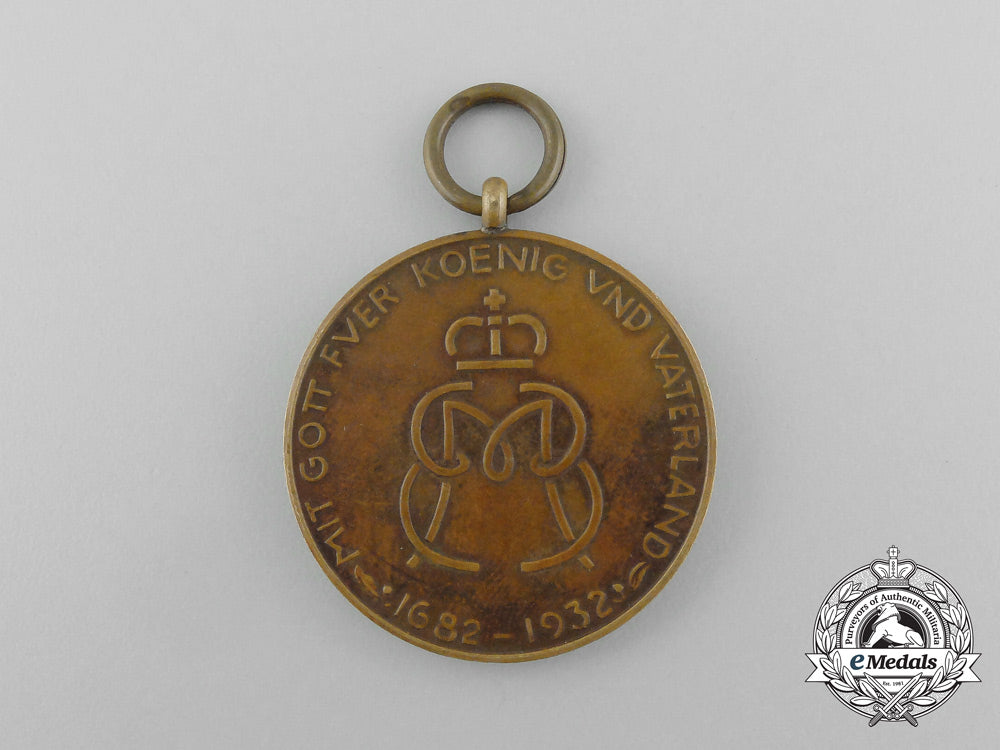 MIT GOTT FVER KOENIG VND VATERLAND
1682 – 1932
Purveyors of Authentic Militaria
eMedals
Est. 1981